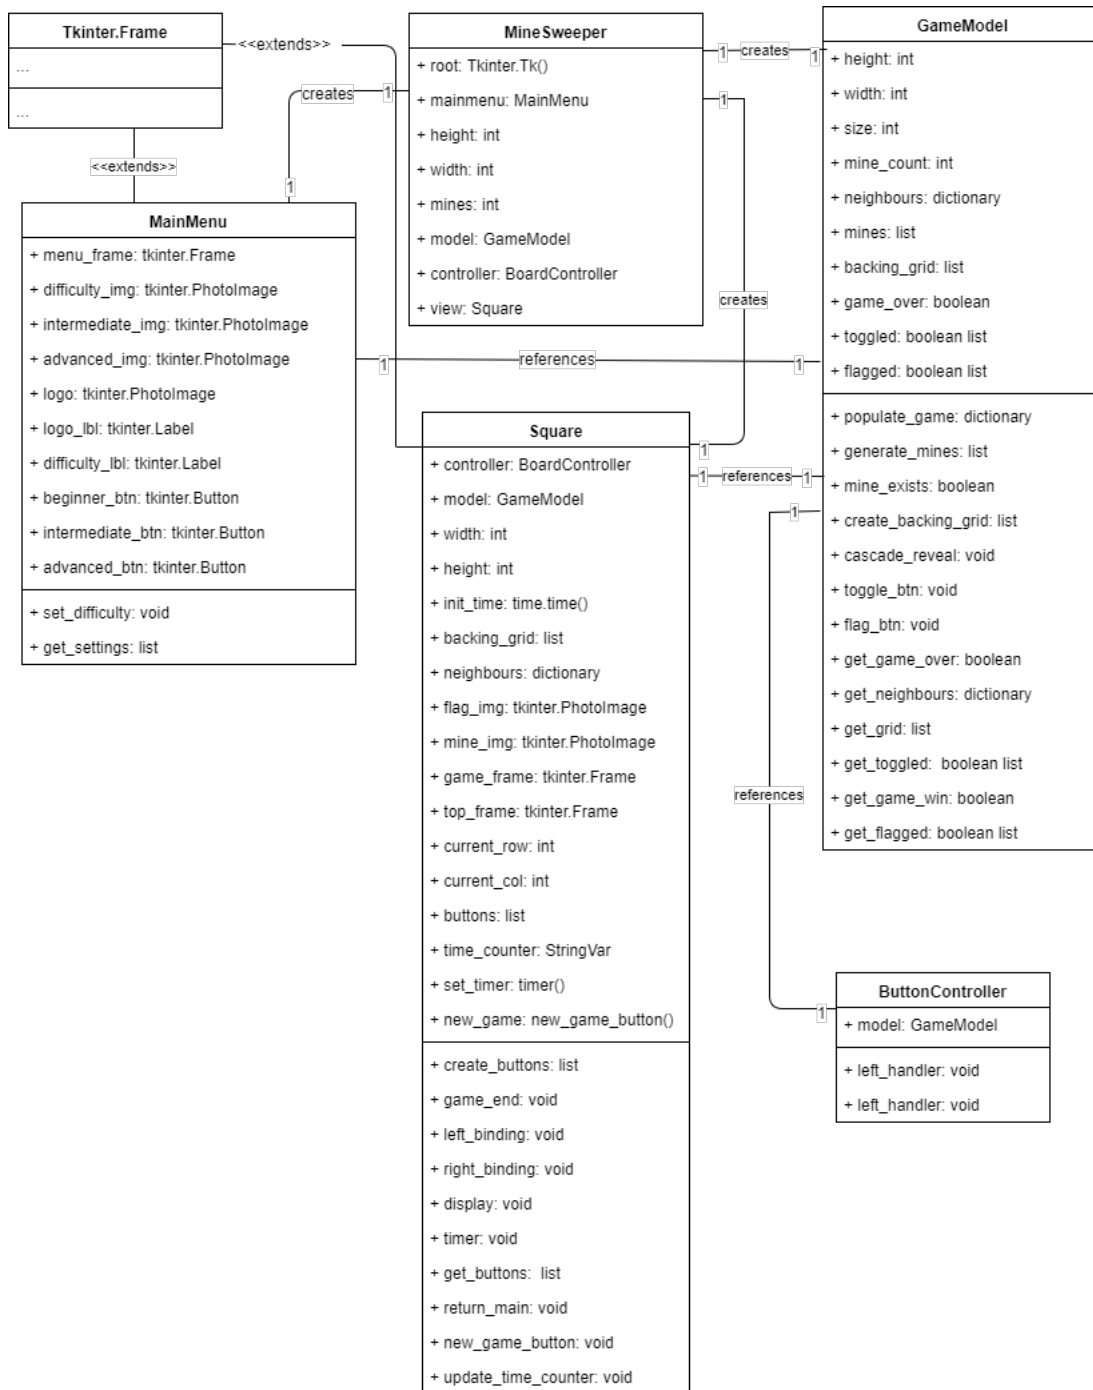 Tkinter.Frame
...
...
<<extends>>
<<extends>>
MineSweeper
+ root: Tkinter.Tk()
+ mainmenu: MainMenu
+ height: int
+ width: int
+ mines: int
+ model: GameModel
+ controller: BoardController
+ view: Square
1
creates
1
1
creates
1
1
creates
1
GameModel
+ height: int
+ width: int
+ size: int
+ mine_count: int
+ neighbours: dictionary
+ mines: list
+ backing_grid: list
+ game_over: boolean
+ toggled: boolean list
+ flagged: boolean list
+ populate_game: dictionary
+ generate_mines: list
+ mine_exists: boolean
+ create_backing_grid: list
+ cascade_reveal: void
+ toggle_btn: void
+ flag_btn: void
+ get_game_over: boolean
+ get_neighbours: dictionary
+ get_grid: list
+ get_toggled:  boolean list
+ get_game_win: boolean
+ get_flagged: boolean list
MainMenu
+ menu_frame: tkinter.Frame
+ difficulty_img: tkinter.PhotoImage
+ intermediate_img: tkinter.PhotoImage
+ advanced_img: tkinter.PhotoImage
+ logo: tkinter.PhotoImage
+ logo_lbl: tkinter.Label
+ difficulty_lbl: tkinter.Label
+ beginner_btn: tkinter.Button
+ intermediate_btn: tkinter.Button
+ advanced_btn: tkinter.Button
+ set_difficulty: void
+ get_settings: list
1
references
1
Square
+ controller: BoardController
+ model: GameModel
+ width: int
+ height: int
+ init_time: time.time()
+ backing_grid: list
+ neighbours: dictionary
+ flag_img: tkinter.PhotoImage
+ mine_img: tkinter.PhotoImage
+ game_frame: tkinter.Frame
+ top_frame: tkinter.Frame
+ current_row: int
+ current_col: int
+ buttons: list
+ time_counter: StringVar
+ set_timer: timer()
+ new_game: new_game_button()
+ create_buttons: list
+ game_end: void
+ left_binding: void
+ right_binding: void
+ display: void
+ timer: void
+ get_buttons:  list
+ return_main: void
+ new_game_button: void
+ update_time_counter: void
1
references
1
1
references
1
ButtonController
+ model: GameModel
+ left_handler: void
+ left_handler: void